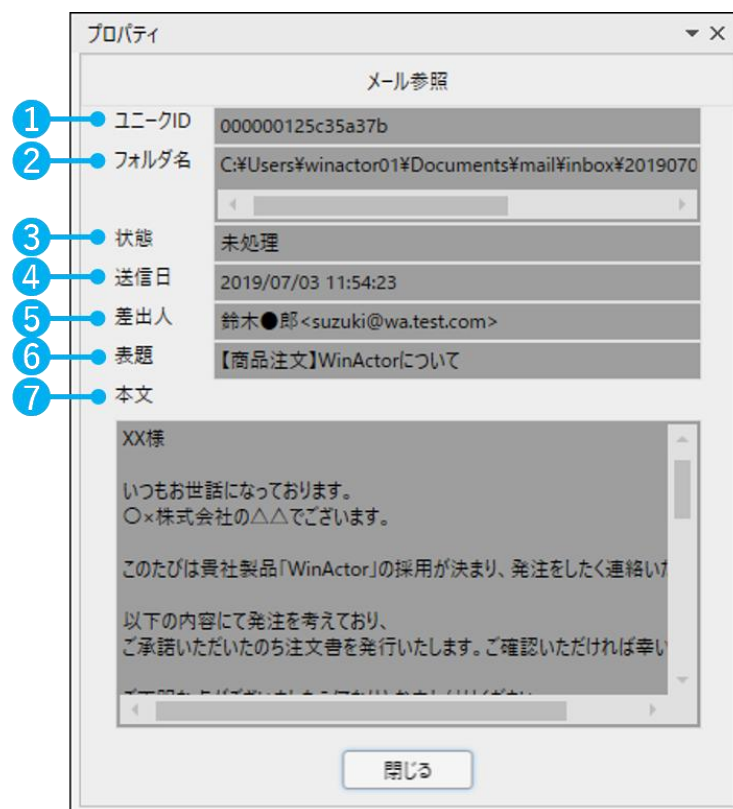 プロパティ
メール参照
1 ユニークID 000000125c35a37b
2 フォルダ名 C:¥Users¥winactor01¥Documents¥mail¥inbox¥2019070
3 状態 未処理
4 送信日 2019/07/03 11:54:23
5 差出人 鈴木●郎<suzuki@wa.test.com>
6 表題 【商品注文】WinActorについて
7 本文
XX様
いつもお世話になっております。
〇×株式会社の△△でございます。
このたびは貴社製品「WinActor」の採用が決まり、発注をしたく連絡いた
以下の内容にて発注を考えており、
ご承諾いただいたのち注文書を発行いたします。ご確認いただければ幸い
閉じる